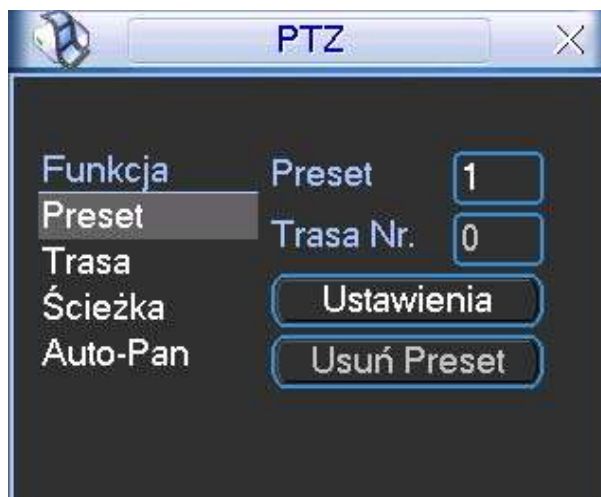 PTZ
Funkcja
Preset
Trasa
Ścieżka
Auto-Pan
Preset 1
Trasa Nr. 0
Ustawienia
Usuń Preset